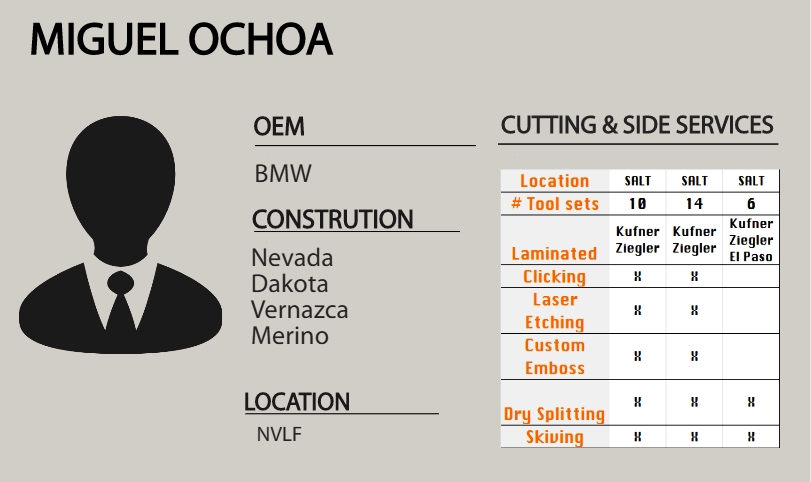 MIGUEL OCHOA
OEM
BMW
CONSTRUTION
Nevada
Dakota
Vernazca
Merino
LOCATION
NVLF
CUTTING & SIDE SERVICES
Location SALT SALT SALT
# Tool sets 10 14 6
Laminated Kufner Ziegler Kufner Ziegler Kufner Ziegler El Paso
Clicking X X
Laser Etching X X
Custom Emboss X X
Dry Splitting X X X
Skiving X X X